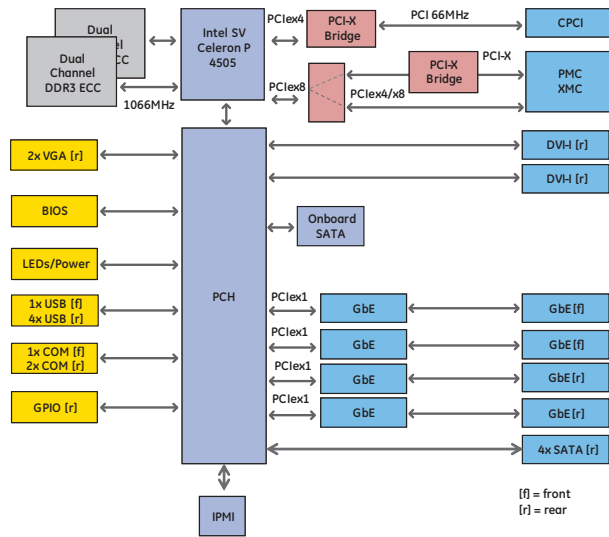 Dual
Channel
DDR3 ECC
Dual
Channel
DDR3 ECC
1066MHz
Intel SV
Celeron P
4505
PCIex4
PCI-X
Bridge
PCI 66MHz
CPCI
PCIex8
PCIex4/x8
PCI-X
Bridge
PCI-X
PMC
XMC
2x VGA [r]
BIOS
LEDs/Power
1x USB [f]
4x USB [r]
1x COM [f]
2x COM [r]
GPIO [r]
PCH
DVI-I [r]
DVI-I [r]
Onboard
SATA
PCIex1
GbE
GbE[f]
PCIex1
GbE
GbE[f]
PCIex1
GbE
GbE[r]
PCIex1
GbE
GbE[r]
4x SATA [r]
IPMI
[f] = front
[r] = rear